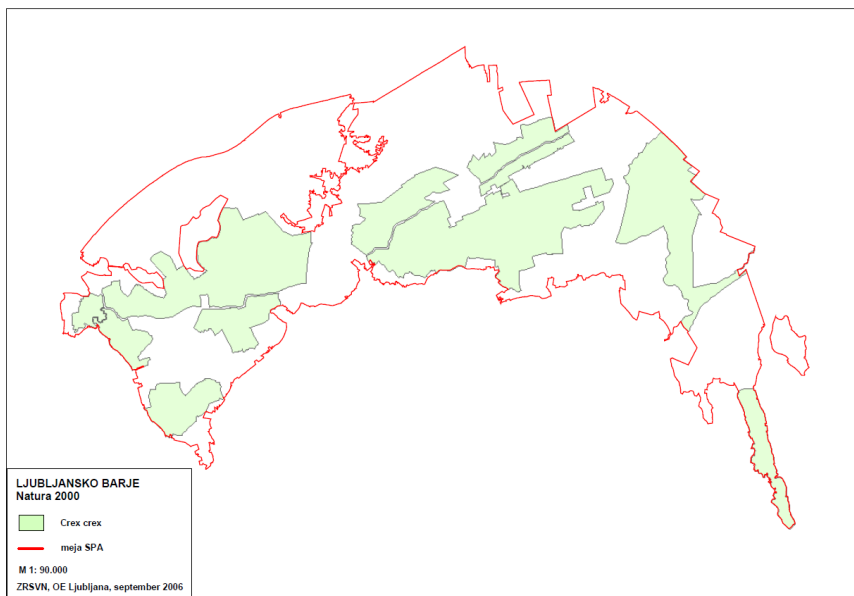 LJUBLJANSKO BARJE
Natura 2000
Crex crex
meja SPA
M 1: 90.000
ZRSVN, OE Ljubljana, september 2006